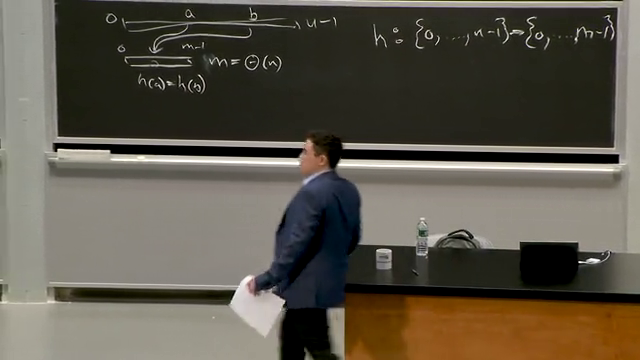 0 a b u-1
0 m-1 m = Θ(n)
h(a) = h(b)
h: {0, ..., u-1} → {0, ..., m-1}